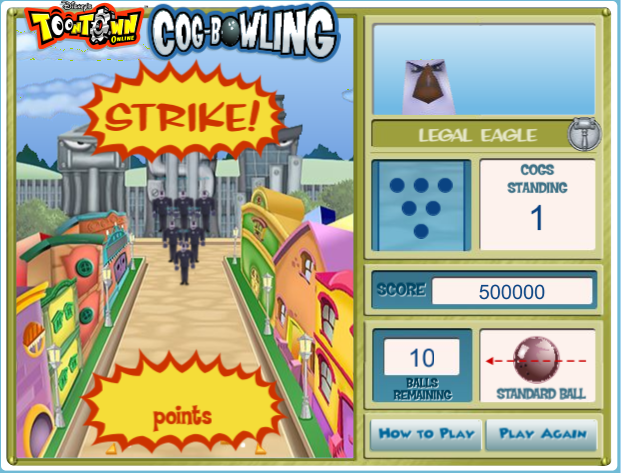 Disney's
TOONTOWN
ONLINE
COG-BOWLING
STRIKE!
points
LEGAL EAGLE
COGS
STANDING
1
SCORE
500000
10
BALLS
REMAINING
STANDARD BALL
HOW TO PLAY
PLAY AGAIN